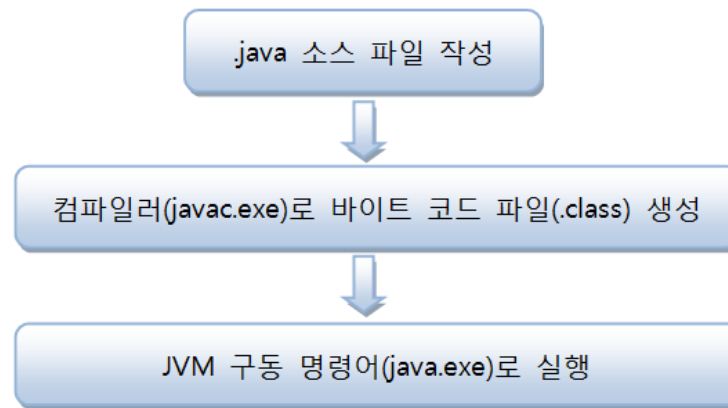 .java 소스 파일 작성
컴파일러(javac.exe)로 바이트 코드 파일(.class) 생성
JVM 구동 명령어(java.exe)로 실행